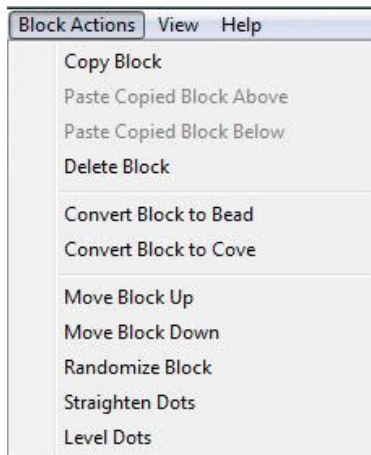 Block Actions View Help
Copy Block
Paste Copied Block Above
Paste Copied Block Below
Delete Block
Convert Block to Bead
Convert Block to Cove
Move Block Up
Move Block Down
Randomize Block
Straighten Dots
Level Dots